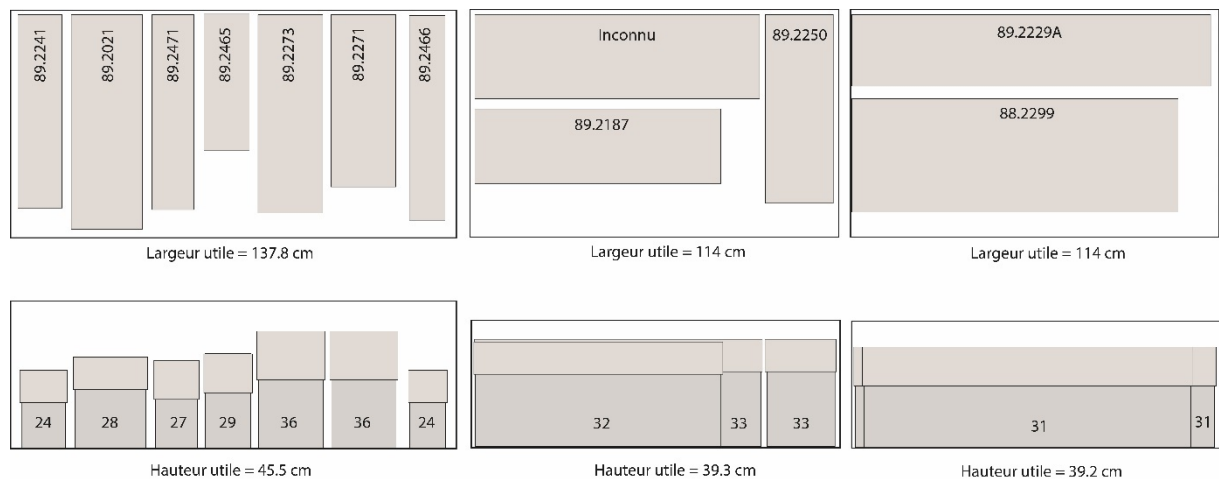 89.2241
89.2021
89.2471
89.2465
89.2273
89.2271
89.2466
Largeur utile = 137.8 cm
Inconnu
89.2250
89.2187
Largeur utile = 114 cm
89.2229A
88.2299
Largeur utile = 114 cm
24 28 27 29 36 36 24
Hauteur utile = 45.5 cm
32 33 33
Hauteur utile = 39.3 cm
31 31
Hauteur utile = 39.2 cm